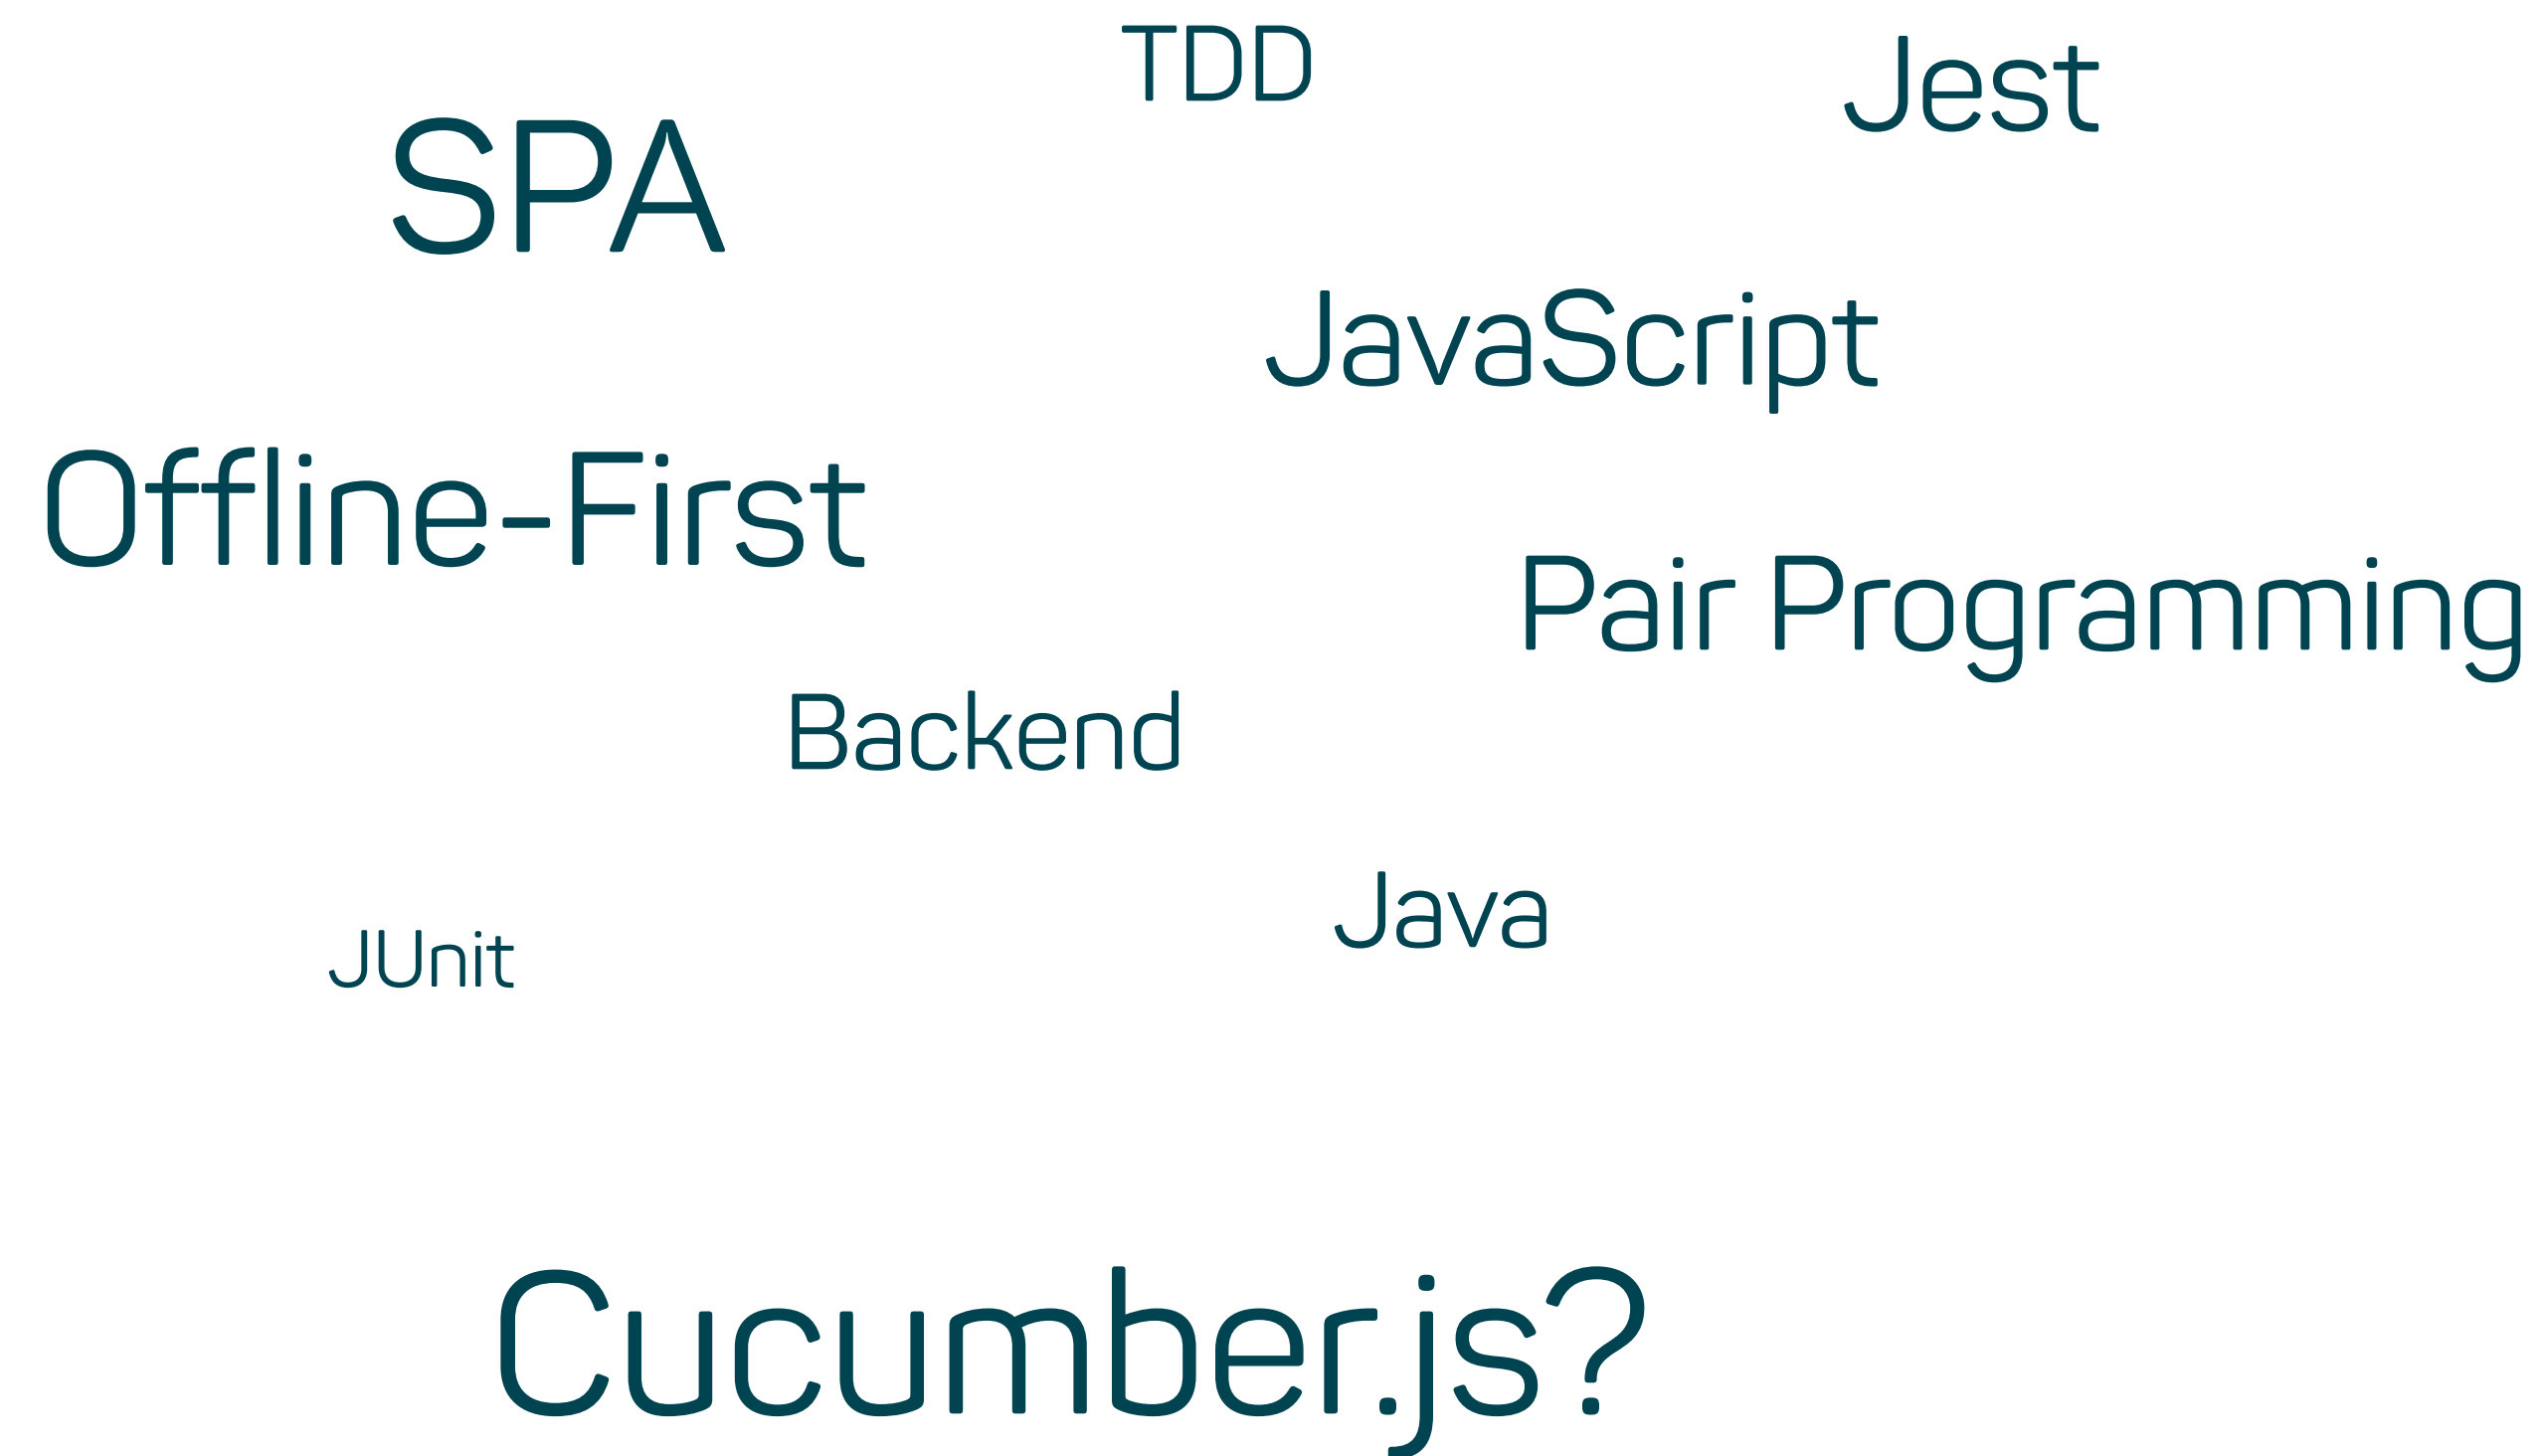 TDD
Jest
SPA
JavaScript
Offline-First
Pair Programming
Backend
Java
JUnit
Cucumber.js?